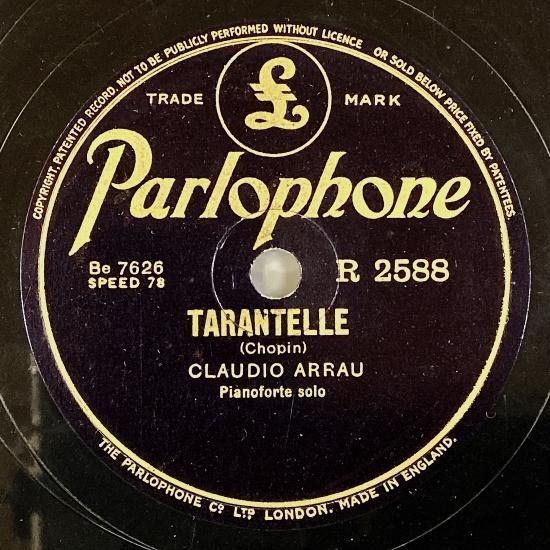 COPYRIGHT. PATENTED RECORD. NOT TO BE PUBLICLY PERFORMED WITHOUT LICENCE OR SOLD BELOW PRICE FIXED BY PATENTEES.
TRADE £ MARK
Parlophone
Be 7626
SPEED 78
R 2588
TARANTELLE
(Chopin)
CLAUDIO ARRAU
Pianoforte solo
THE PARLOPHONE Cº LTD LONDON. MADE IN ENGLAND.